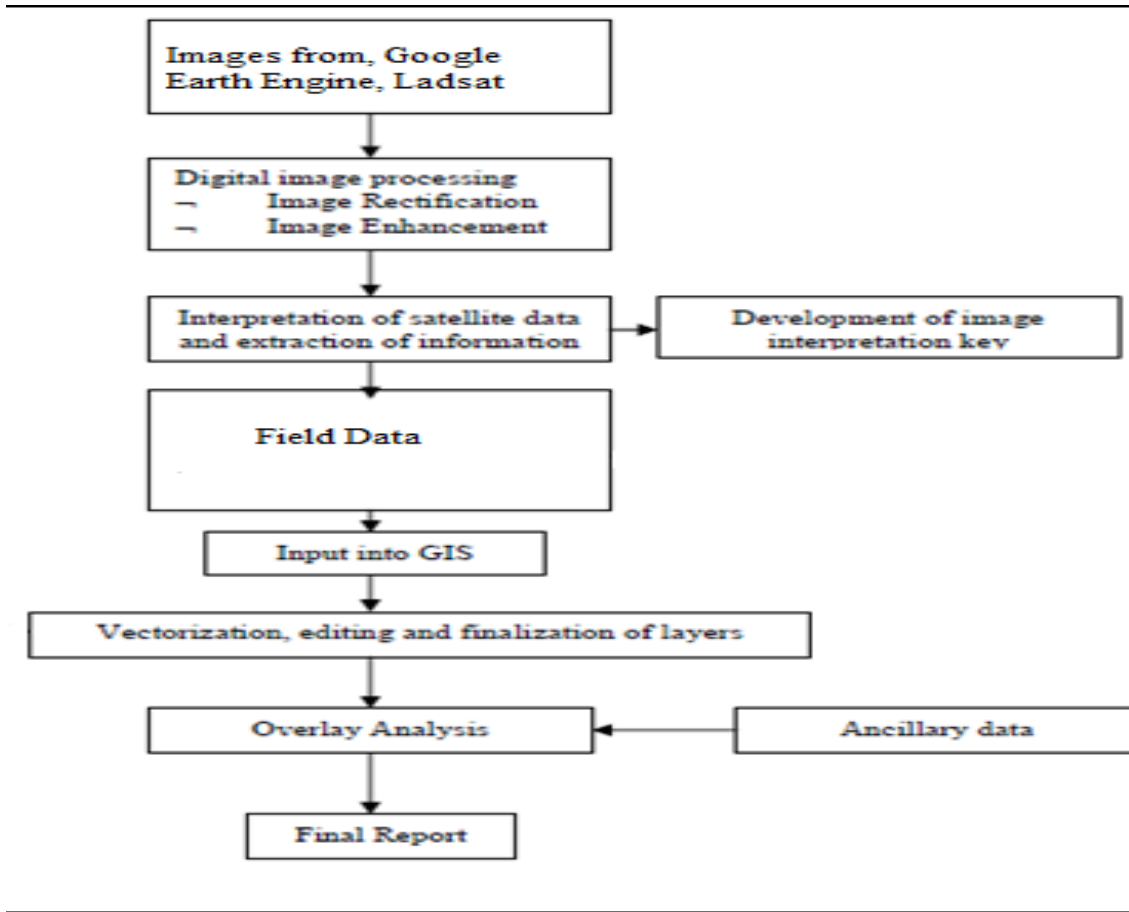 Images from, Google
Earth Engine, Ladsat
Digital image processing
¬ Image Rectification
¬ Image Enhancement
Interpretation of satellite data
and extraction of information
Development of image
interpretation key
Field Data
Input into GIS
Vectorization, editing and finalization of layers
Overlay Analysis
Ancillary data
Final Report